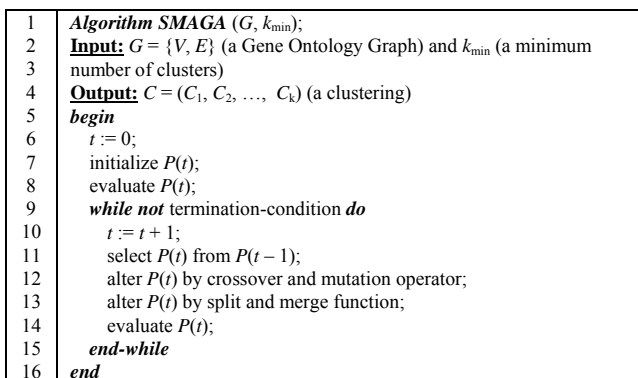 1 Algorithm SMAGA (G, kmin);
2 Input: G = {V, E} (a Gene Ontology Graph) and kmin (a minimum
3 number of clusters)
4 Output: C = (C1, C2, …, Ck) (a clustering)
5 begin
6 t := 0;
7 initialize P(t);
8 evaluate P(t);
9 while not termination-condition do
10 t := t + 1;
11 select P(t) from P(t – 1);
12 alter P(t) by crossover and mutation operator;
13 alter P(t) by split and merge function;
14 evaluate P(t);
15 end-while
16 end